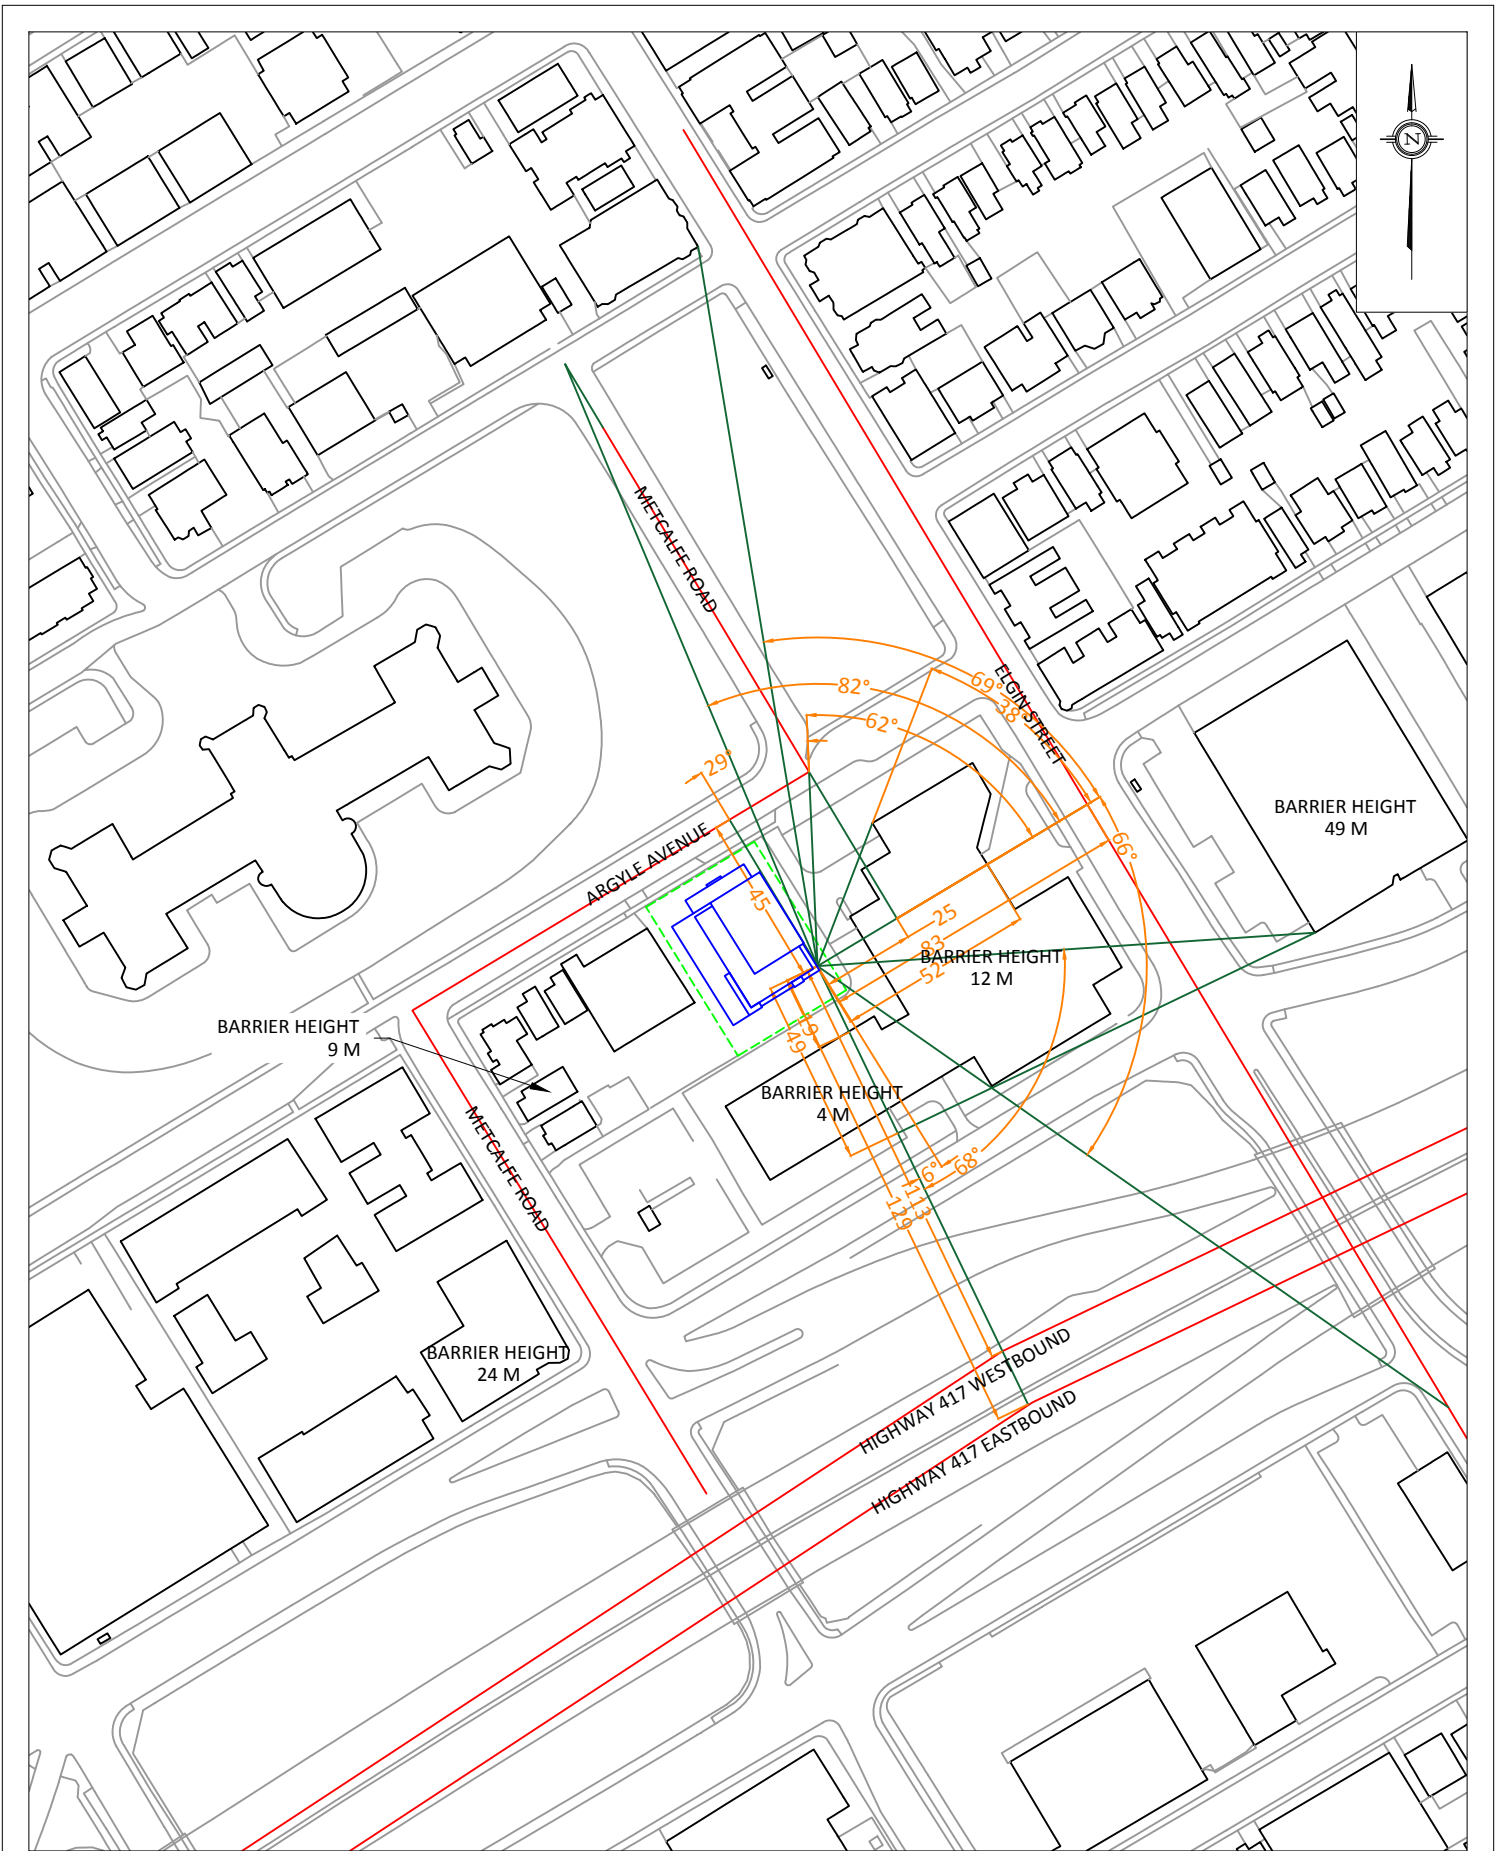 N
METCALFE ROAD
ELGIN STREET
69°
38°
82°
62°
29°
ARGYLE AVENUE
BARRIER HEIGHT
49 M
66°
45
25
83
52
BARRIER HEIGHT
12 M
19
49
BARRIER HEIGHT
9 M
BARRIER HEIGHT
4 M
METCALFE ROAD
6°
68°
113
129
BARRIER HEIGHT
24 M
HIGHWAY 417 WESTBOUND
HIGHWAY 417 EASTBOUND